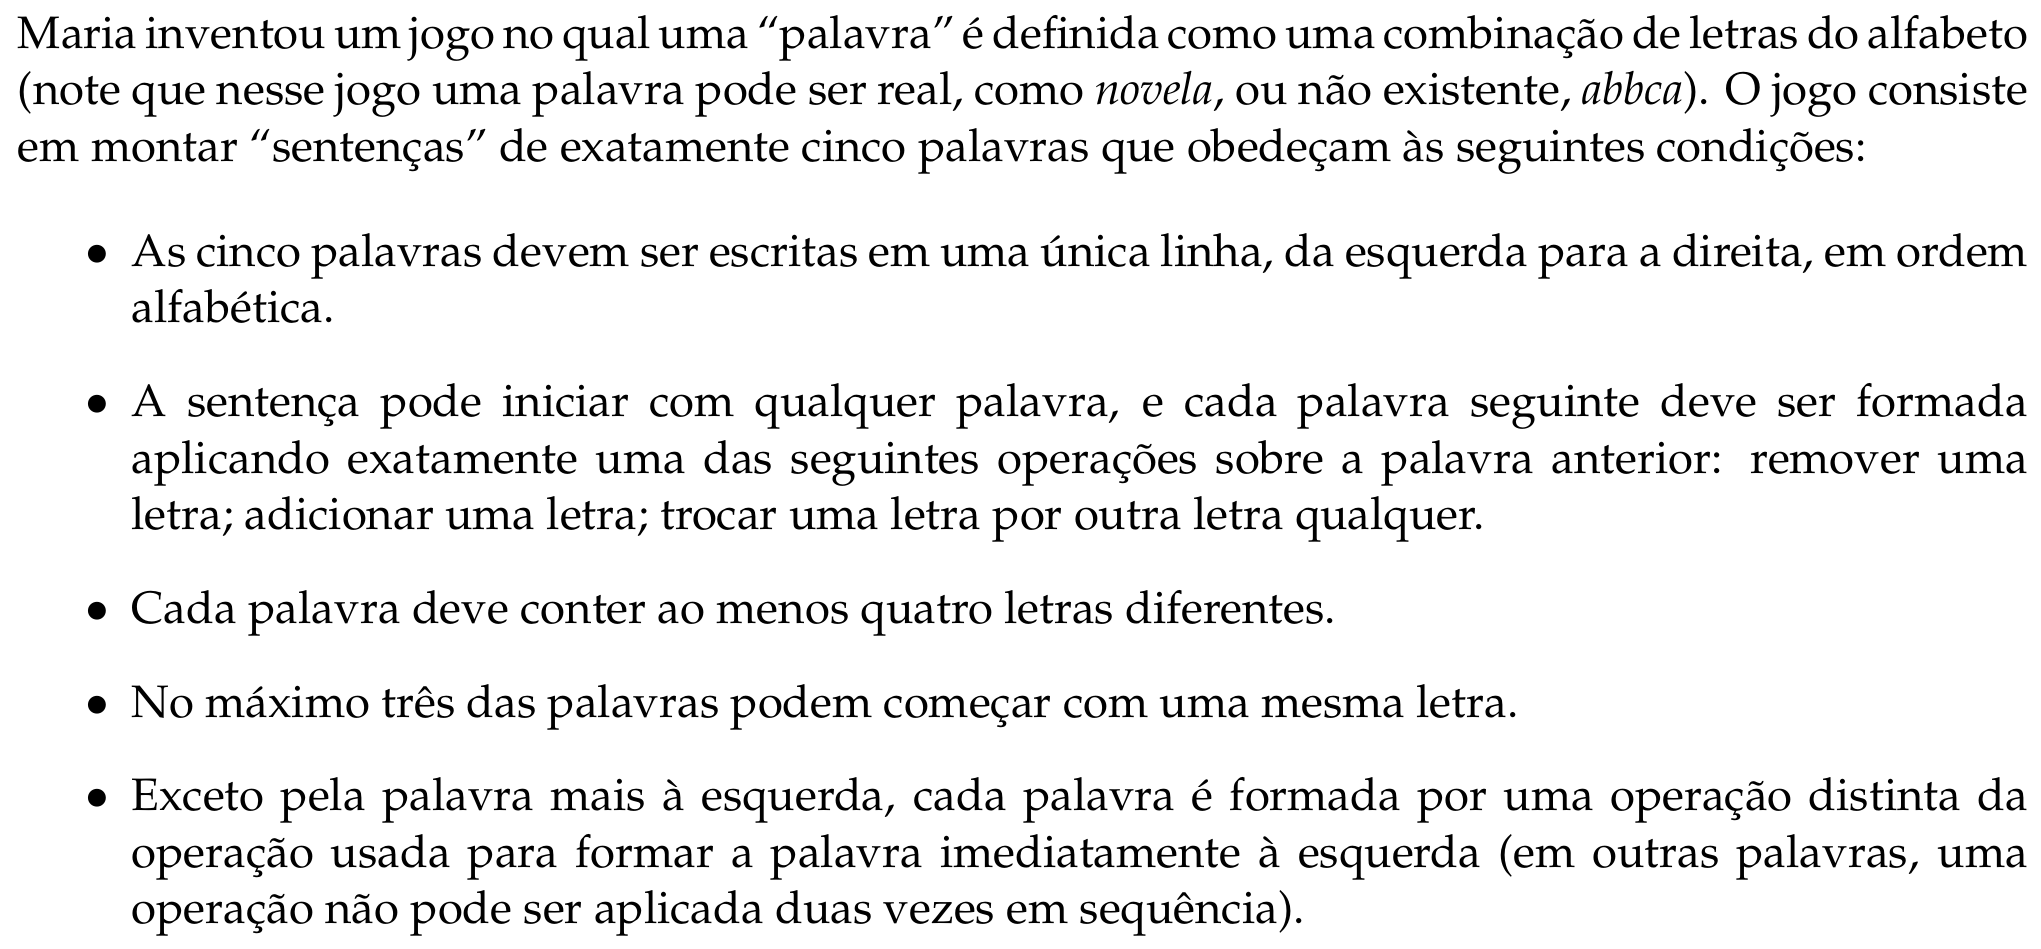 Maria inventou um jogo no qual uma “palavra” é definida como uma combinação de letras do alfabeto
(note que nesse jogo uma palavra pode ser real, como novela, ou não existente, abbca). O jogo consiste
em montar “sentenças” de exatamente cinco palavras que obedeçam às seguintes condições:
• As cinco palavras devem ser escritas em uma única linha, da esquerda para a direita, em ordem
alfabética.
• A sentença pode iniciar com qualquer palavra, e cada palavra seguinte deve ser formada
aplicando exatamente uma das seguintes operações sobre a palavra anterior: remover uma
letra; adicionar uma letra; trocar uma letra por outra letra qualquer.
• Cada palavra deve conter ao menos quatro letras diferentes.
• No máximo três das palavras podem começar com uma mesma letra.
• Exceto pela palavra mais à esquerda, cada palavra é formada por uma operação distinta da
operação usada para formar a palavra imediatamente à esquerda (em outras palavras, uma
operação não pode ser aplicada duas vezes em sequência).